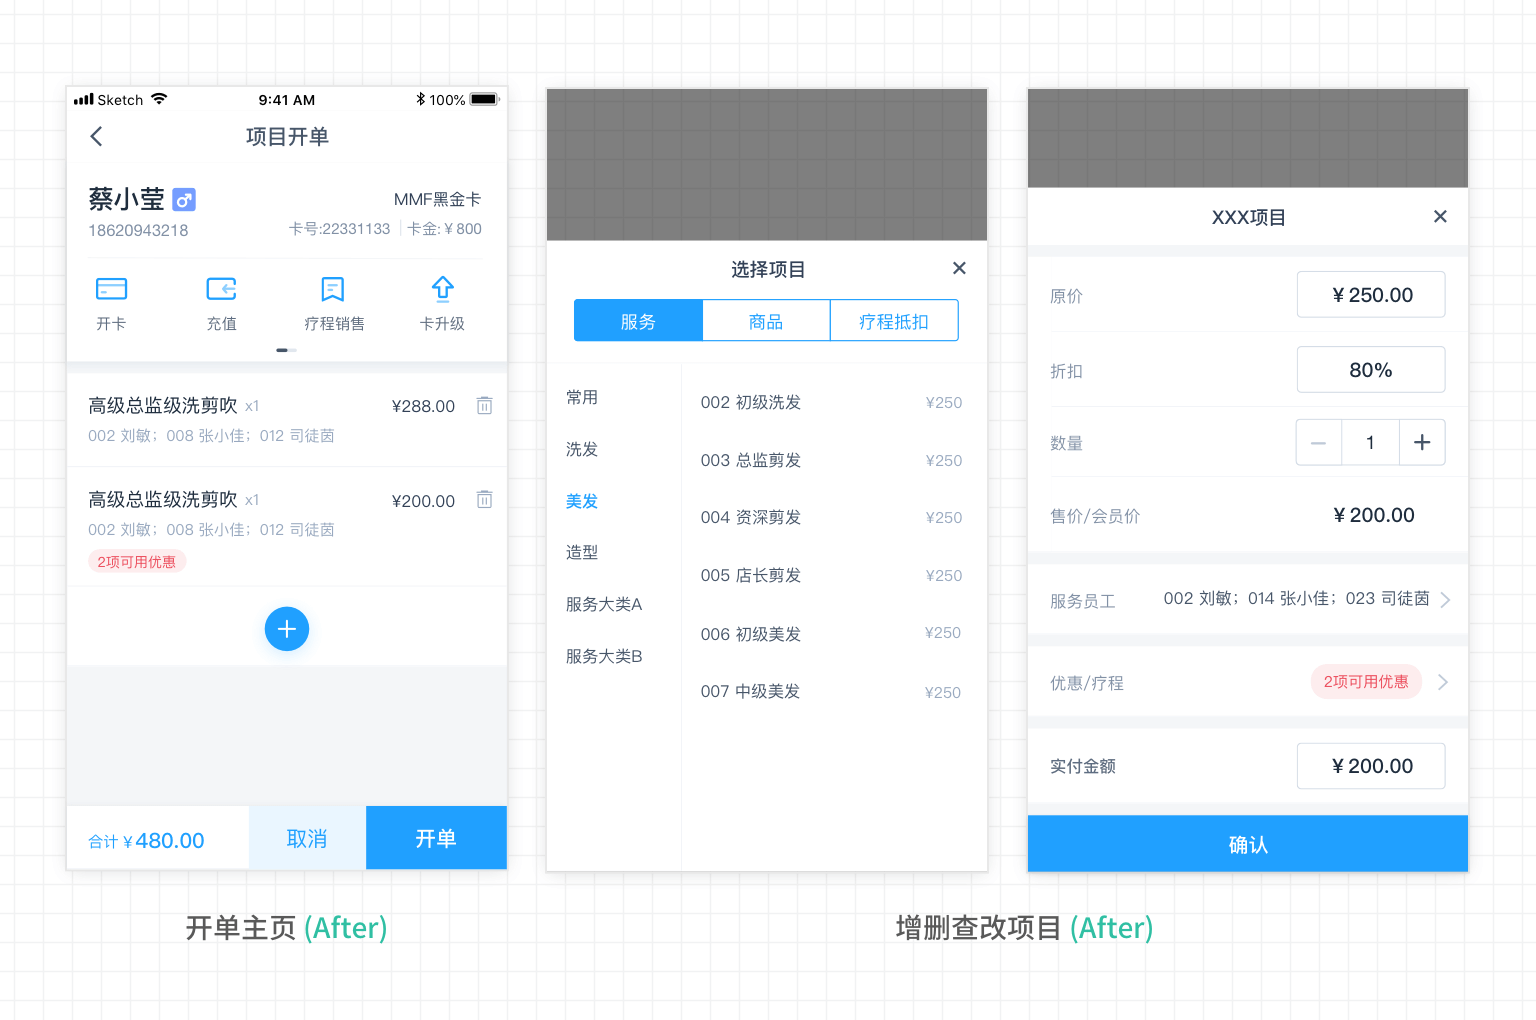 Sketch 9:41 AM 100%
项目开单
蔡小莹 MMF黑金卡
18620943218 卡号:22331133 卡金:¥800
开卡 充值 疗程销售 卡升级
高级总监级洗剪吹 x1 ¥288.00
002 刘敏；008 张小佳；012 司徒茵
高级总监级洗剪吹 x1 ¥200.00
002 刘敏；008 张小佳；012 司徒茵
2项可用优惠
合计 ¥480.00 取消 开单
开单主页 (After)
选择项目
服务 商品 疗程抵扣
常用
洗发
美发
造型
服务大类A
服务大类B
002 初级洗发 ¥250
003 总监剪发 ¥250
004 资深剪发 ¥250
005 店长剪发 ¥250
006 初级美发 ¥250
007 中级美发 ¥250
XXX项目
原价 ¥250.00
折扣 80%
数量 1
售价/会员价 ¥200.00
服务员工 002 刘敏；014 张小佳；023 司徒茵
优惠/疗程 2项可用优惠
实付金额 ¥200.00
确认
增删查改项目 (After)